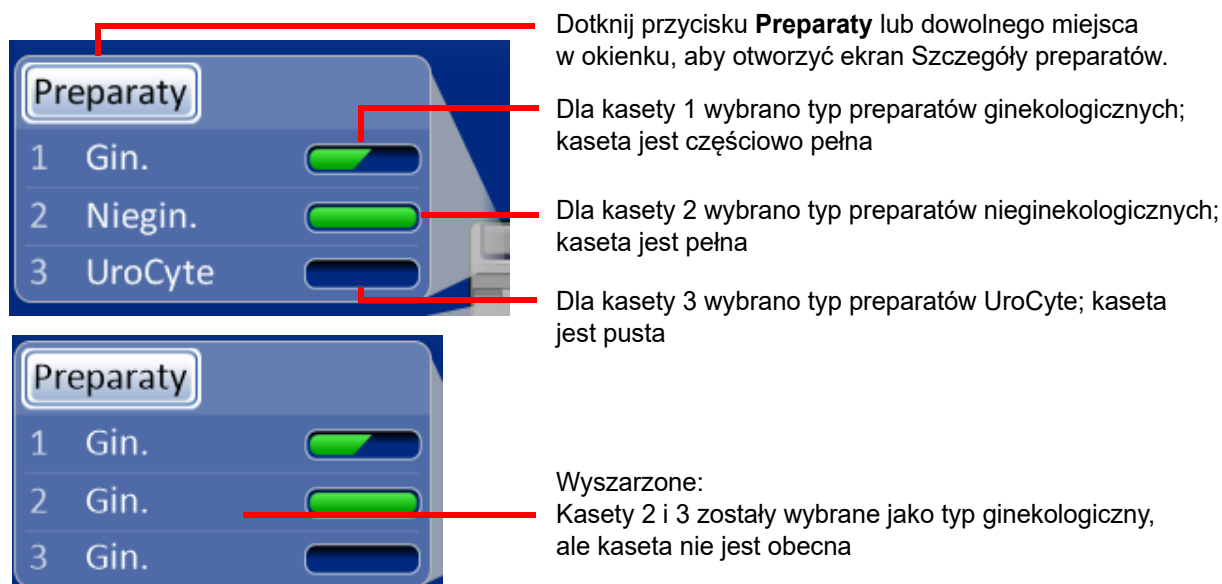 Dotknij przycisku Preparaty lub dowolnego miejsca
w okienku, aby otworzyć ekran Szczegóły preparatów.
Preparaty
1 Gin.
2 Niegin.
3 UroCyte
Dla kasety 1 wybrano typ preparatów ginekologicznych;
kaseta jest częściowo pełna
Dla kasety 2 wybrano typ preparatów nieginekologicznych;
kaseta jest pełna
Dla kasety 3 wybrano typ preparatów UroCyte; kaseta
jest pusta
Preparaty
1 Gin.
2 Gin.
3 Gin.
Wyszarzone:
Kasety 2 i 3 zostały wybrane jako typ ginekologiczny,
ale kaseta nie jest obecna